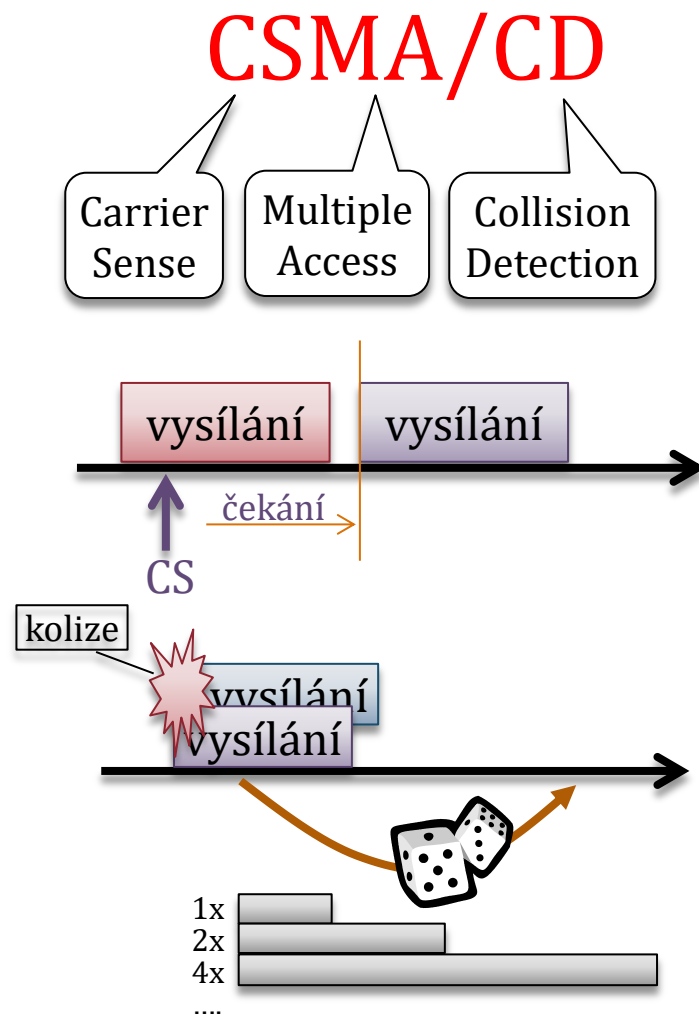 CSMA/CD
Carrier
Sense
Multiple
Access
Collision
Detection
vysílání
vysílání
čekání
CS
kolize
vysílání
vysílání
1x
2x
4x
....